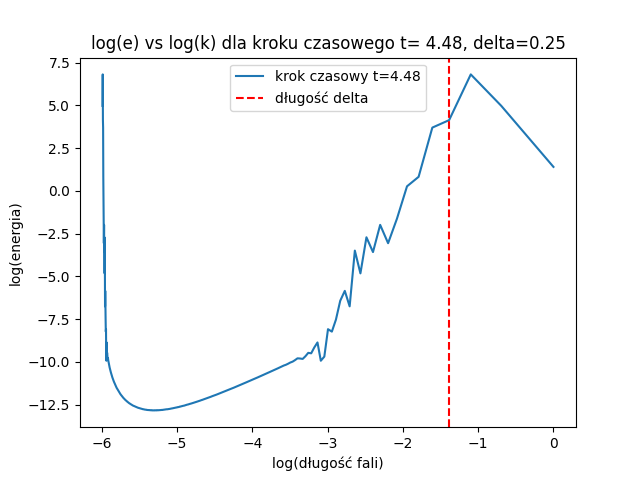 log(e) vs log(k) dla kroku czasowego t= 4.48, delta=0.25
krok czasowy t=4.48
długość delta
7.5
5.0
2.5
0.0
−2.5
−5.0
−7.5
−10.0
−12.5
log(energia)
−6 −5 −4 −3 −2 −1 0
log(długość fali)